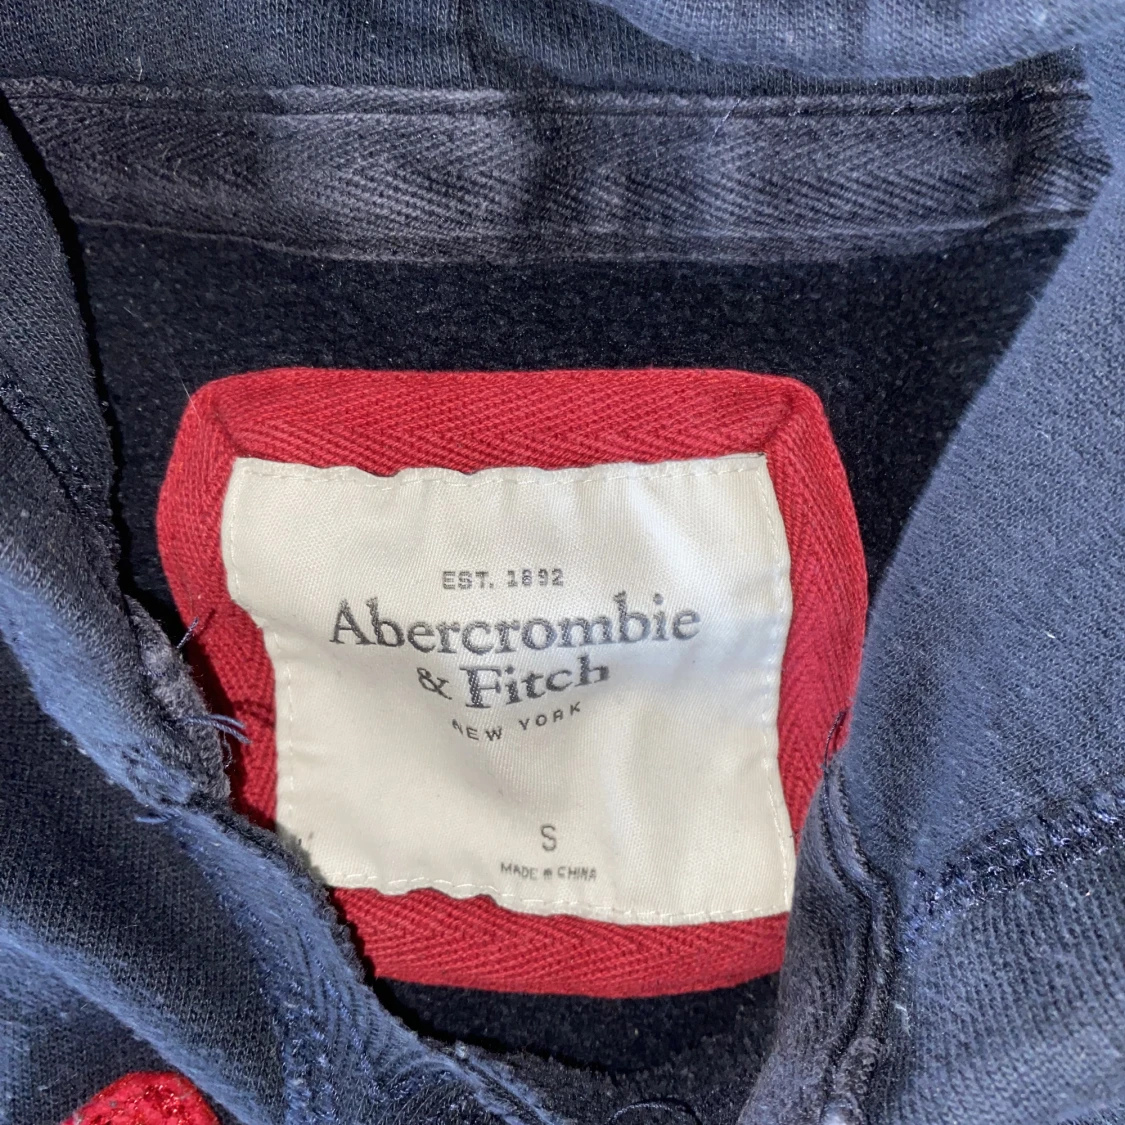 EST. 1892
Abercrombie
& Fitch
NEW YORK
S
MADE IN CHINA